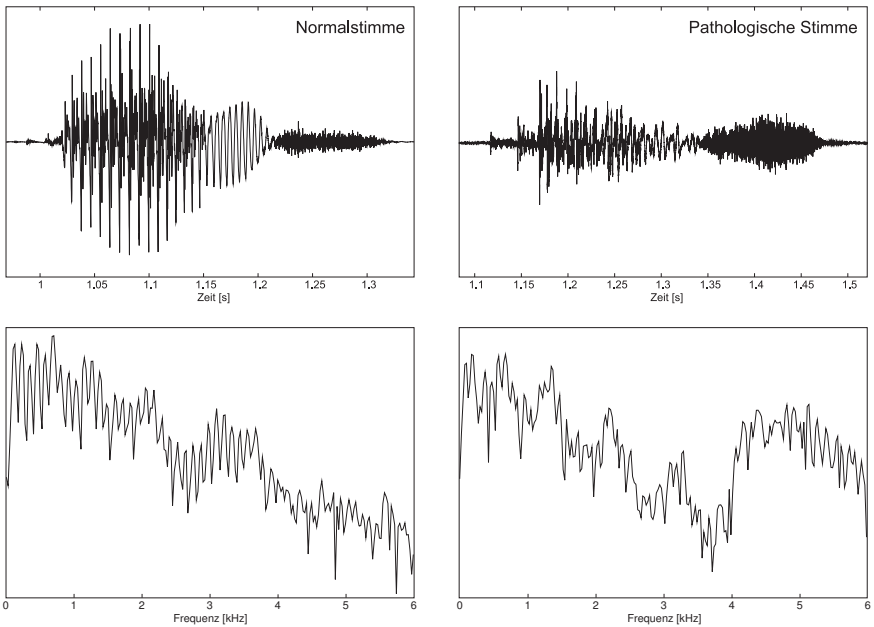 Normalstimme
1 1.05 1.1 1.15 1.2 1.25 1.3
Zeit [s]
Pathologische Stimme
1.1 1.15 1.2 1.25 1.3 1.35 1.4 1.45 1.5
Zeit [s]
0 1 2 3 4 5 6
Frequenz [kHz]
0 1 2 3 4 5 6
Frequenz [kHz]